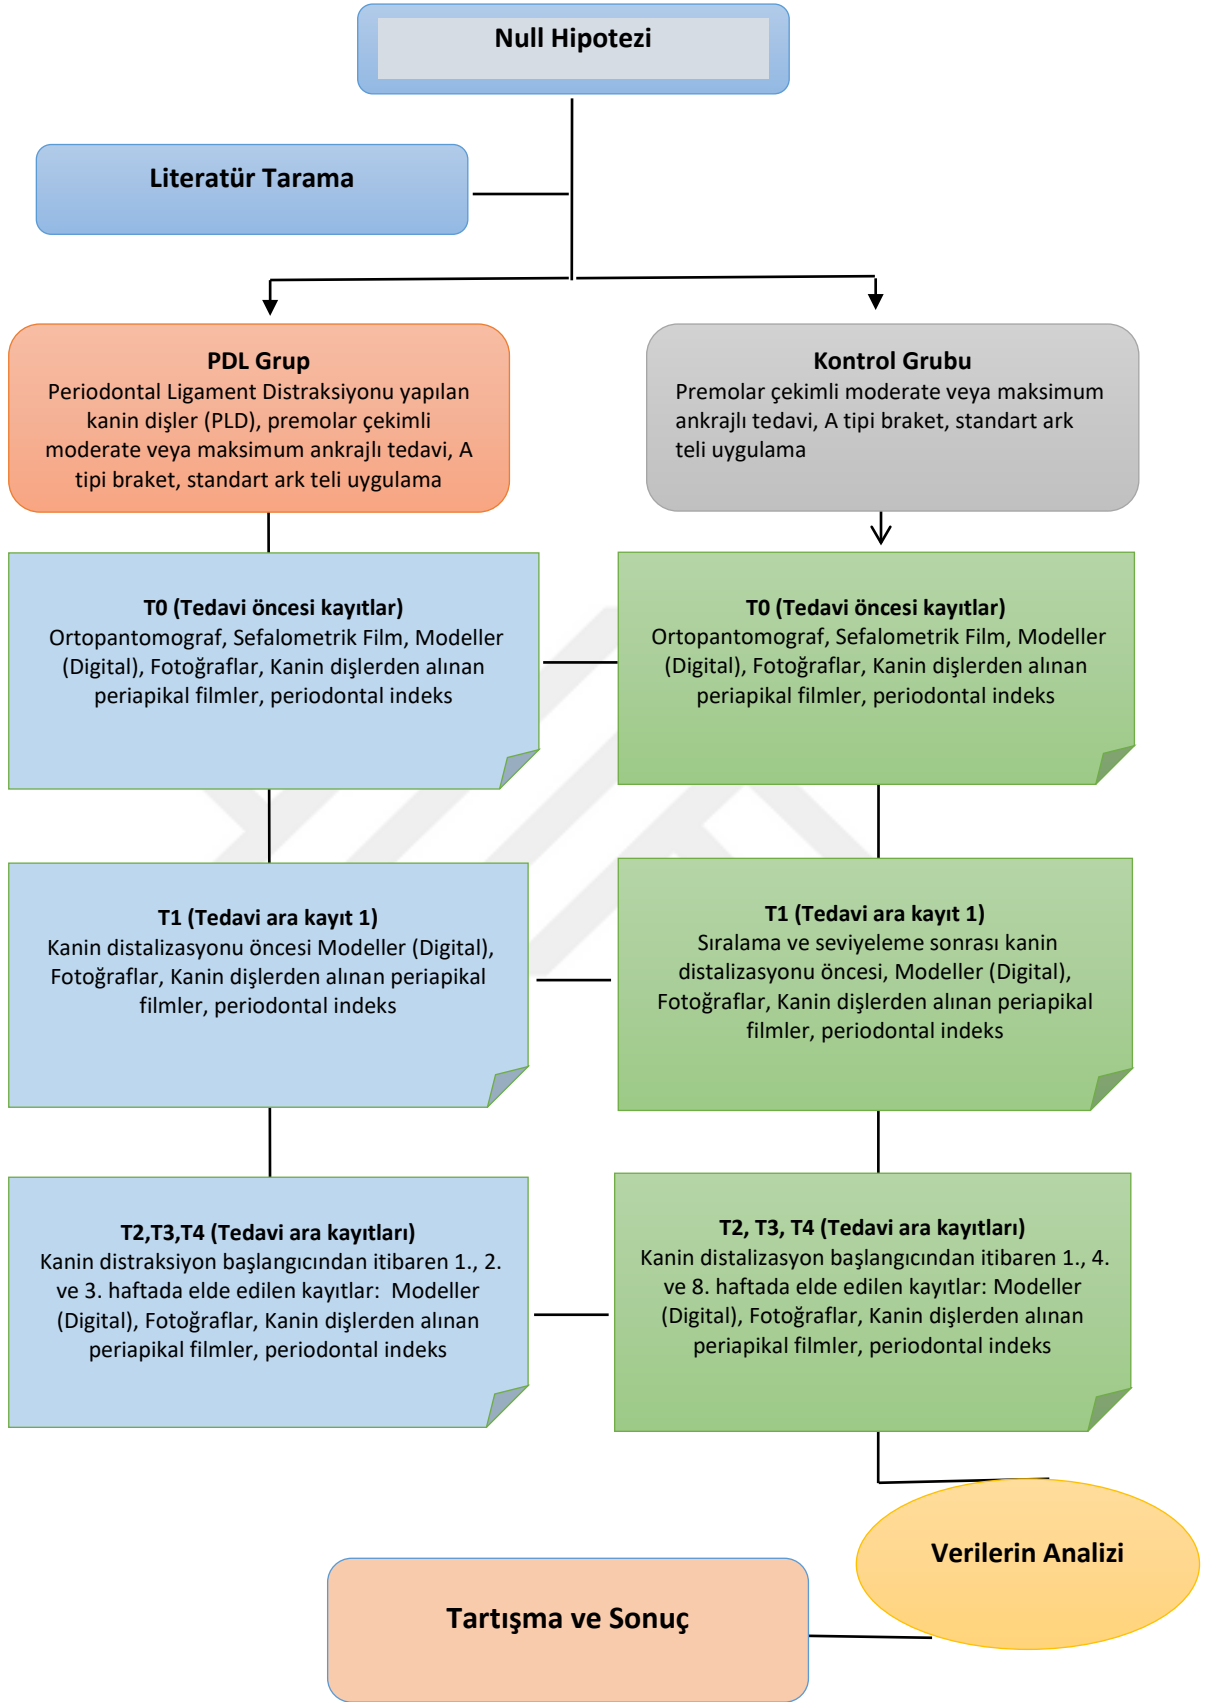 Null Hipotezi
Literatür Tarama
PDL Grup
Periodontal Ligament Distraksiyonu yapılan
kanin dişler (PLD), premolar çekimli
moderate veya maksimum ankrajlı tedavi, A
tipi braket, standart ark teli uygulama
Kontrol Grubu
Premolar çekimli moderate veya maksimum
ankrajlı tedavi, A tipi braket, standart ark
teli uygulama
T0 (Tedavi öncesi kayıtlar)
Ortopantomograf, Sefalometrik Film, Modeller
(Digital), Fotoğraflar, Kanin dişlerden alınan
periapikal filmler, periodontal indeks
T0 (Tedavi öncesi kayıtlar)
Ortopantomograf, Sefalometrik Film, Modeller
(Digital), Fotoğraflar, Kanin dişlerden alınan
periapikal filmler, periodontal indeks
T1 (Tedavi ara kayıt 1)
Kanin distalizasyonu öncesi Modeller (Digital),
Fotoğraflar, Kanin dişlerden alınan periapikal
filmler, periodontal indeks
T1 (Tedavi ara kayıt 1)
Sıralama ve seviyeleme sonrası kanin
distalizasyonu öncesi, Modeller (Digital),
Fotoğraflar, Kanin dişlerden alınan periapikal
filmler, periodontal indeks
T2,T3,T4 (Tedavi ara kayıtları)
Kanin distraksiyon başlangıcından itibaren 1., 2.
ve 3. haftada elde edilen kayıtlar: Modeller
(Digital), Fotoğraflar, Kanin dişlerden alınan
periapikal filmler, periodontal indeks
T2, T3, T4 (Tedavi ara kayıtları)
Kanin distalizasyon başlangıcından itibaren 1., 4.
ve 8. haftada elde edilen kayıtlar: Modeller
(Digital), Fotoğraflar, Kanin dişlerden alınan
periapikal filmler, periodontal indeks
Verilerin Analizi
Tartışma ve Sonuç